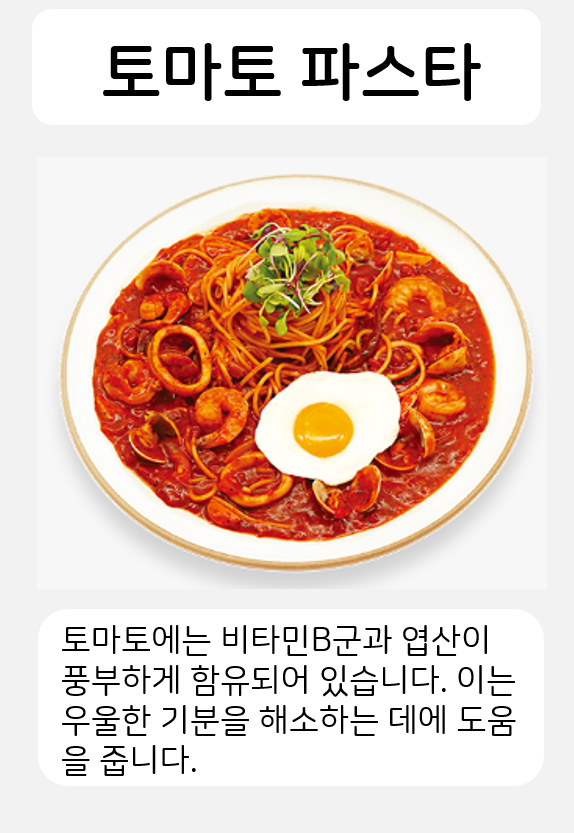 토마토 파스타
토마토에는 비타민B군과 엽산이
풍부하게 함유되어 있습니다. 이는
우울한 기분을 해소하는 데에 도움
을 줍니다.